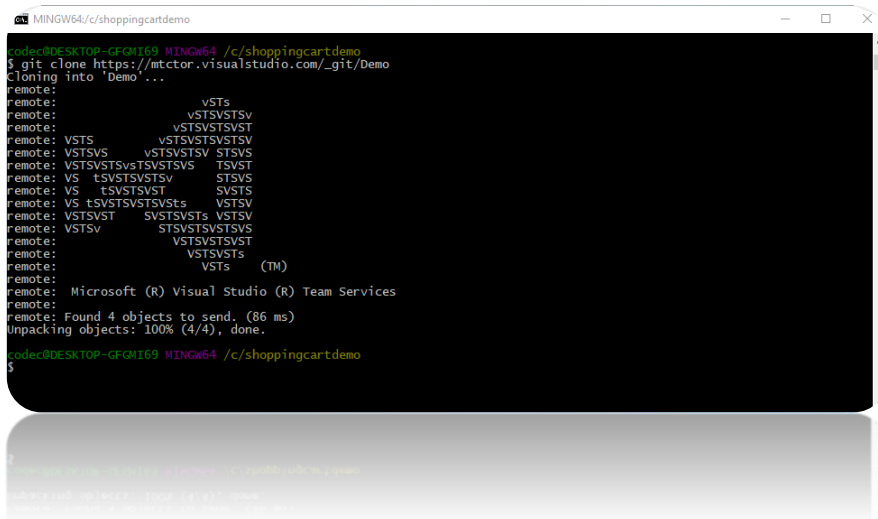 MINGW64:/c/shoppingcartdemo
codec@DESKTOP-GFGMI69 MINGW64 /c/shoppingcartdemo
$ git clone https://mtctor.visualstudio.com/_git/Demo
Cloning into 'Demo'...
remote:
remote:                    vSTs
remote:                  vSTSVSTSv
remote:                vSTSVSTSVST
remote: VSTS         vSTSVSTSVSTSV
remote: VSTSVS     vSTSVSTSV STSVS
remote: VSTSVSTSvsTSVSTSVS   TSVST
remote: VS  tSVSTSVSTSv      STSVS
remote: VS   tSVSTSVST       SVSTS
remote: VS tSVSTSVSTSVSts    VSTSV
remote: VSTSVST    SVSTSVSTs VSTSV
remote: VSTSv        STSVSTSVSTSVS
remote:                VSTSVSTSVST
remote:                  VSTSVSTs
remote:                    VSTs    (TM)
remote:
remote:  Microsoft (R) Visual Studio (R) Team Services
remote:
remote: Found 4 objects to send. (86 ms)
Unpacking objects: 100% (4/4), done.
codec@DESKTOP-GFGMI69 MINGW64 /c/shoppingcartdemo
$